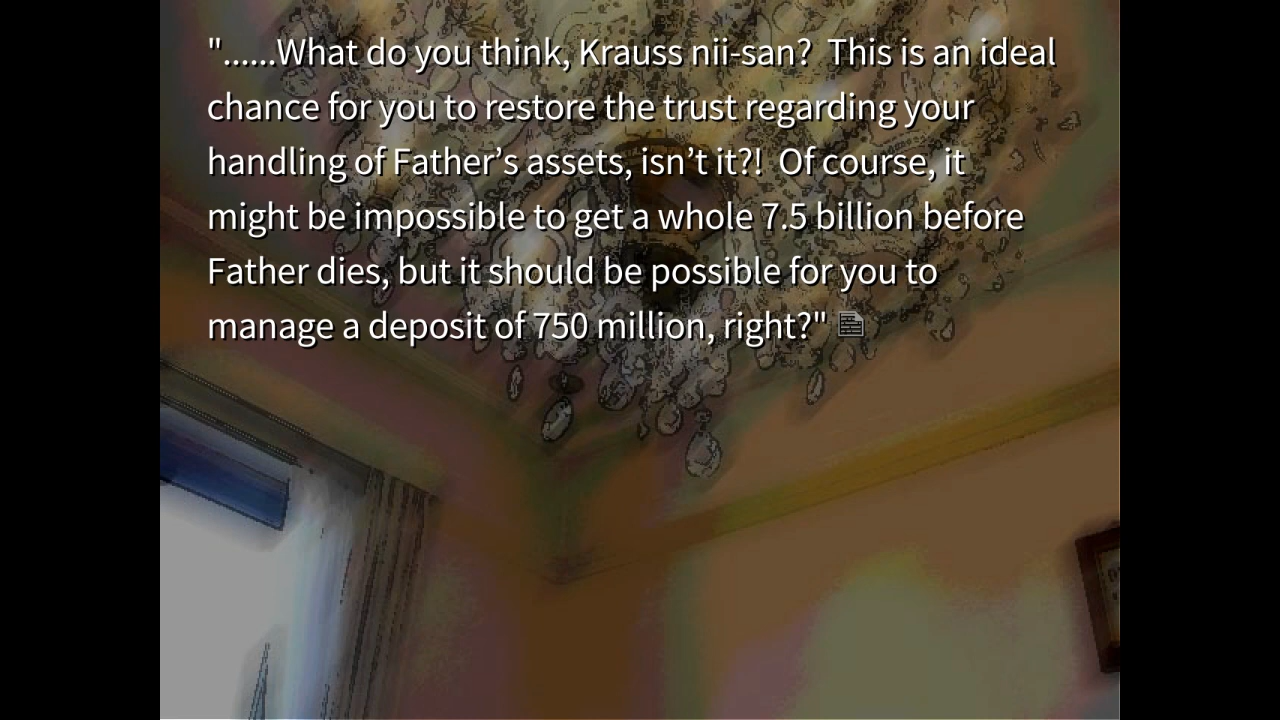 "......What do you think, Krauss nii-san?  This is an ideal
chance for you to restore the trust regarding your
handling of Father’s assets, isn’t it?!  Of course, it
might be impossible to get a whole 7.5 billion before
Father dies, but it should be possible for you to
manage a deposit of 750 million, right?"